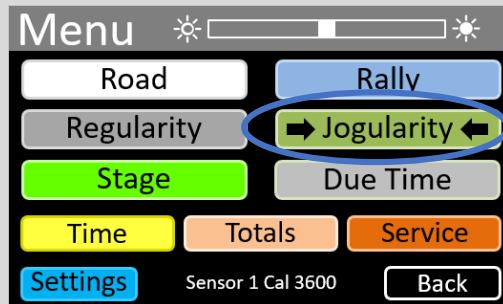 Menu
Road Rally
Regularity Jogularity
Stage Due Time
Time Totals Service
Settings Sensor 1 Cal 3600 Back